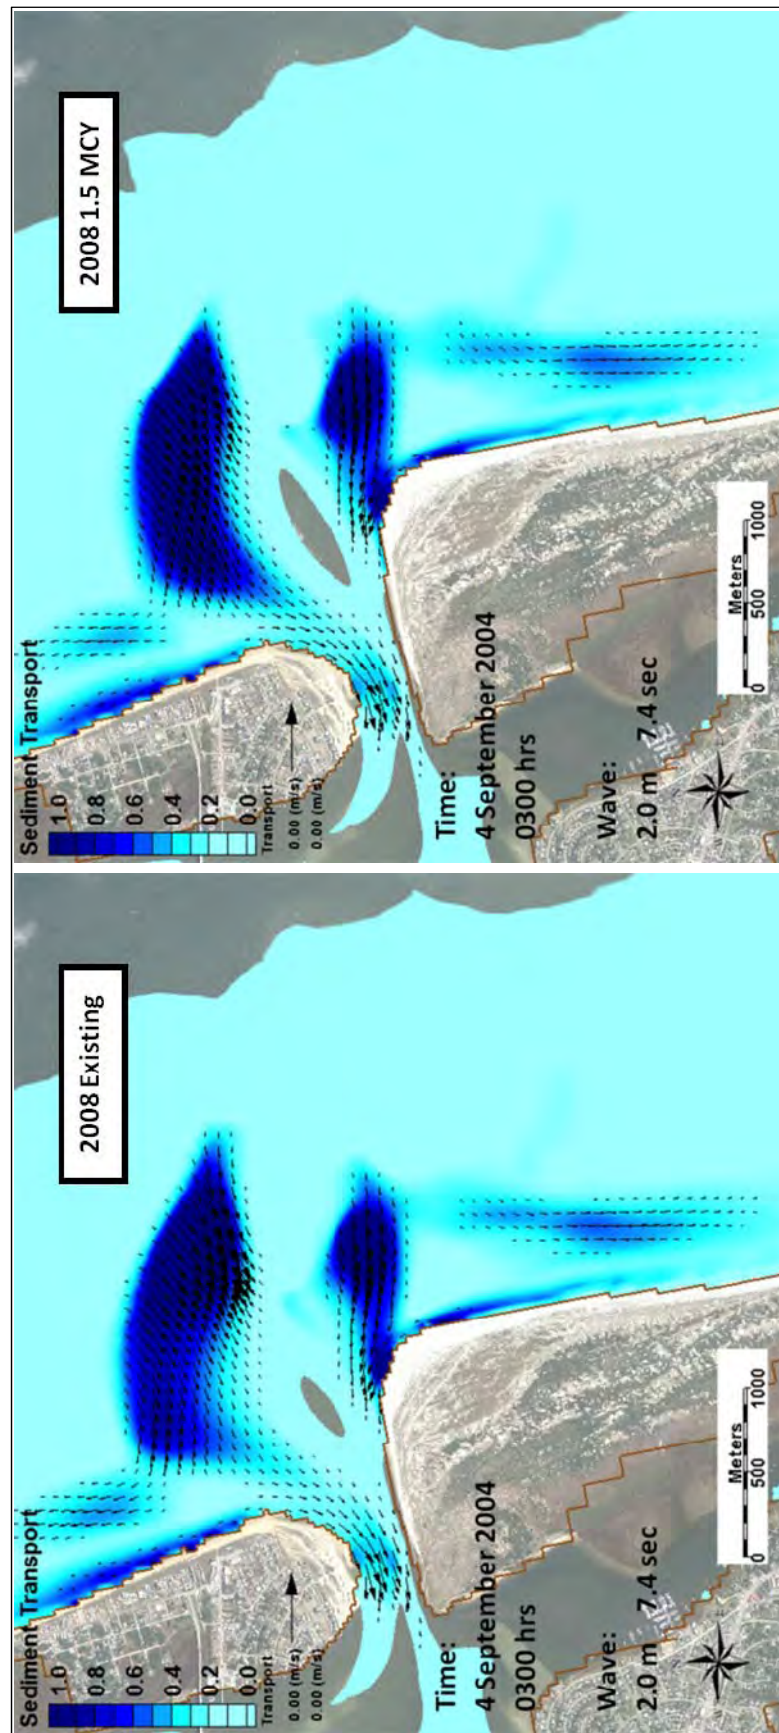 2008 Existing
Sediment Transport
1.0
0.8
0.6
0.4
0.2
0.0
Transport
0.00 (m/s)
0.00 (m/s)
Time:
4 September 2004
0300 hrs
Wave:
2.0 m 7.4 sec
Meters
0 500 1000
2008 1.5 MCY
Sediment Transport
1.0
0.8
0.6
0.4
0.2
0.0
Transport
0.00 (m/s)
0.00 (m/s)
Time:
4 September 2004
0300 hrs
Wave:
2.0 m 7.4 sec
Meters
0 500 1000